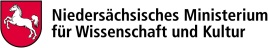 Niedersächsisches Ministerium
für Wissenschaft und Kultur